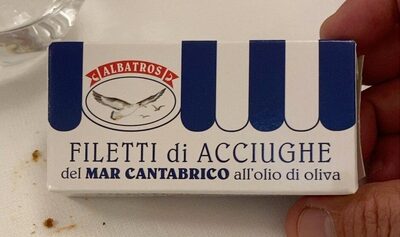 ALBATROS
FILETTI di ACCIUGHE
del MAR CANTABRICO all'olio di oliva